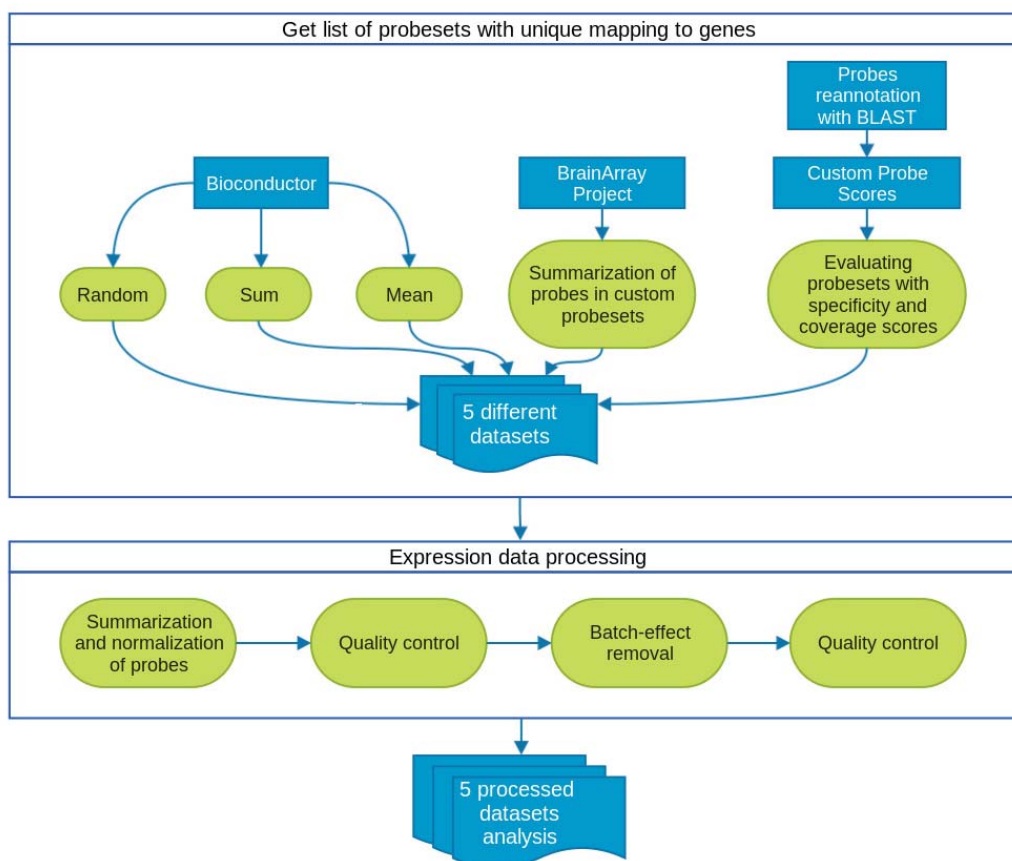 Get list of probesets with unique mapping to genes
Probes
reannotation
with BLAST
Bioconductor
BrainArray
Project
Custom Probe
Scores
Random
Sum
Mean
Summarization of
probes in custom
probesets
Evaluating
probesets with
specificity and
coverage scores
5 different
datasets
Expression data processing
Summarization
and normalization
of probes
Quality control
Batch-effect
removal
Quality control
5 processed
datasets
analysis